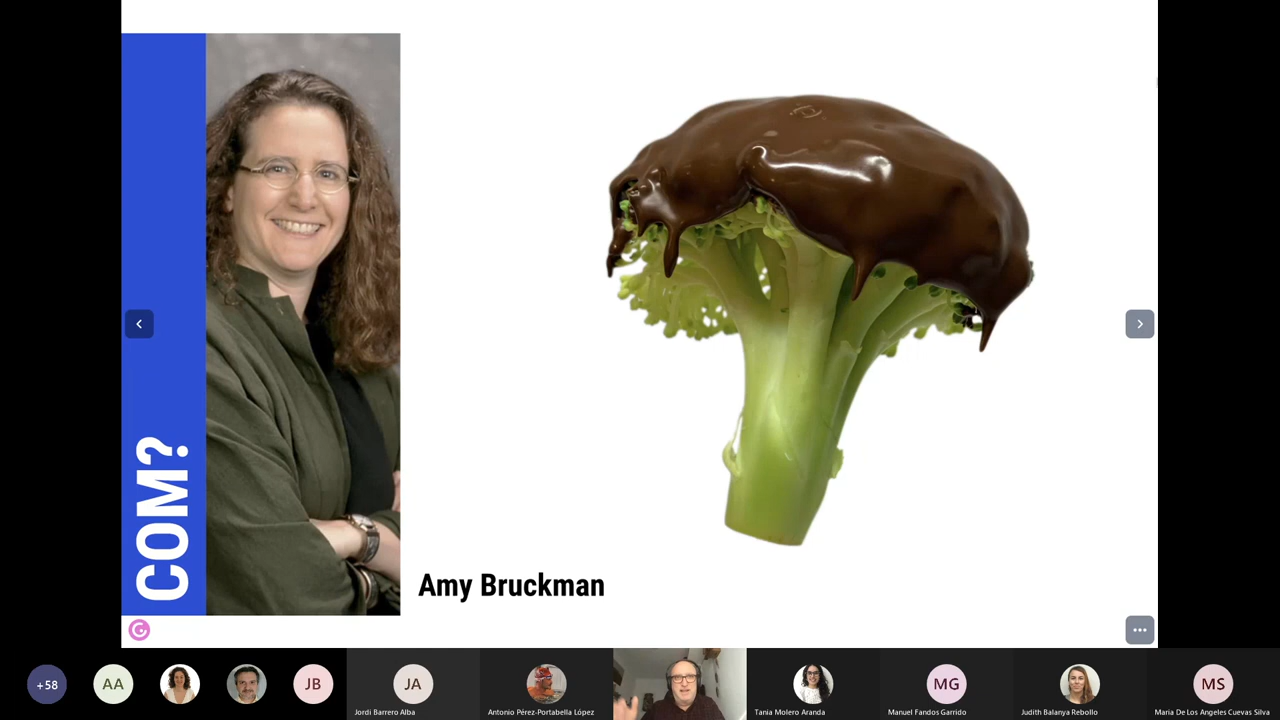 COM?
Amy Bruckman
+58
AA
JB
JA
Jordi Barrero Alba
Antonio Pérez-Portabella López
Tania Molero Aranda
MG
Manuel Fandos Garrido
Judith Balanya Rebollo
MS
Maria De Los Angeles Cuevas Silva